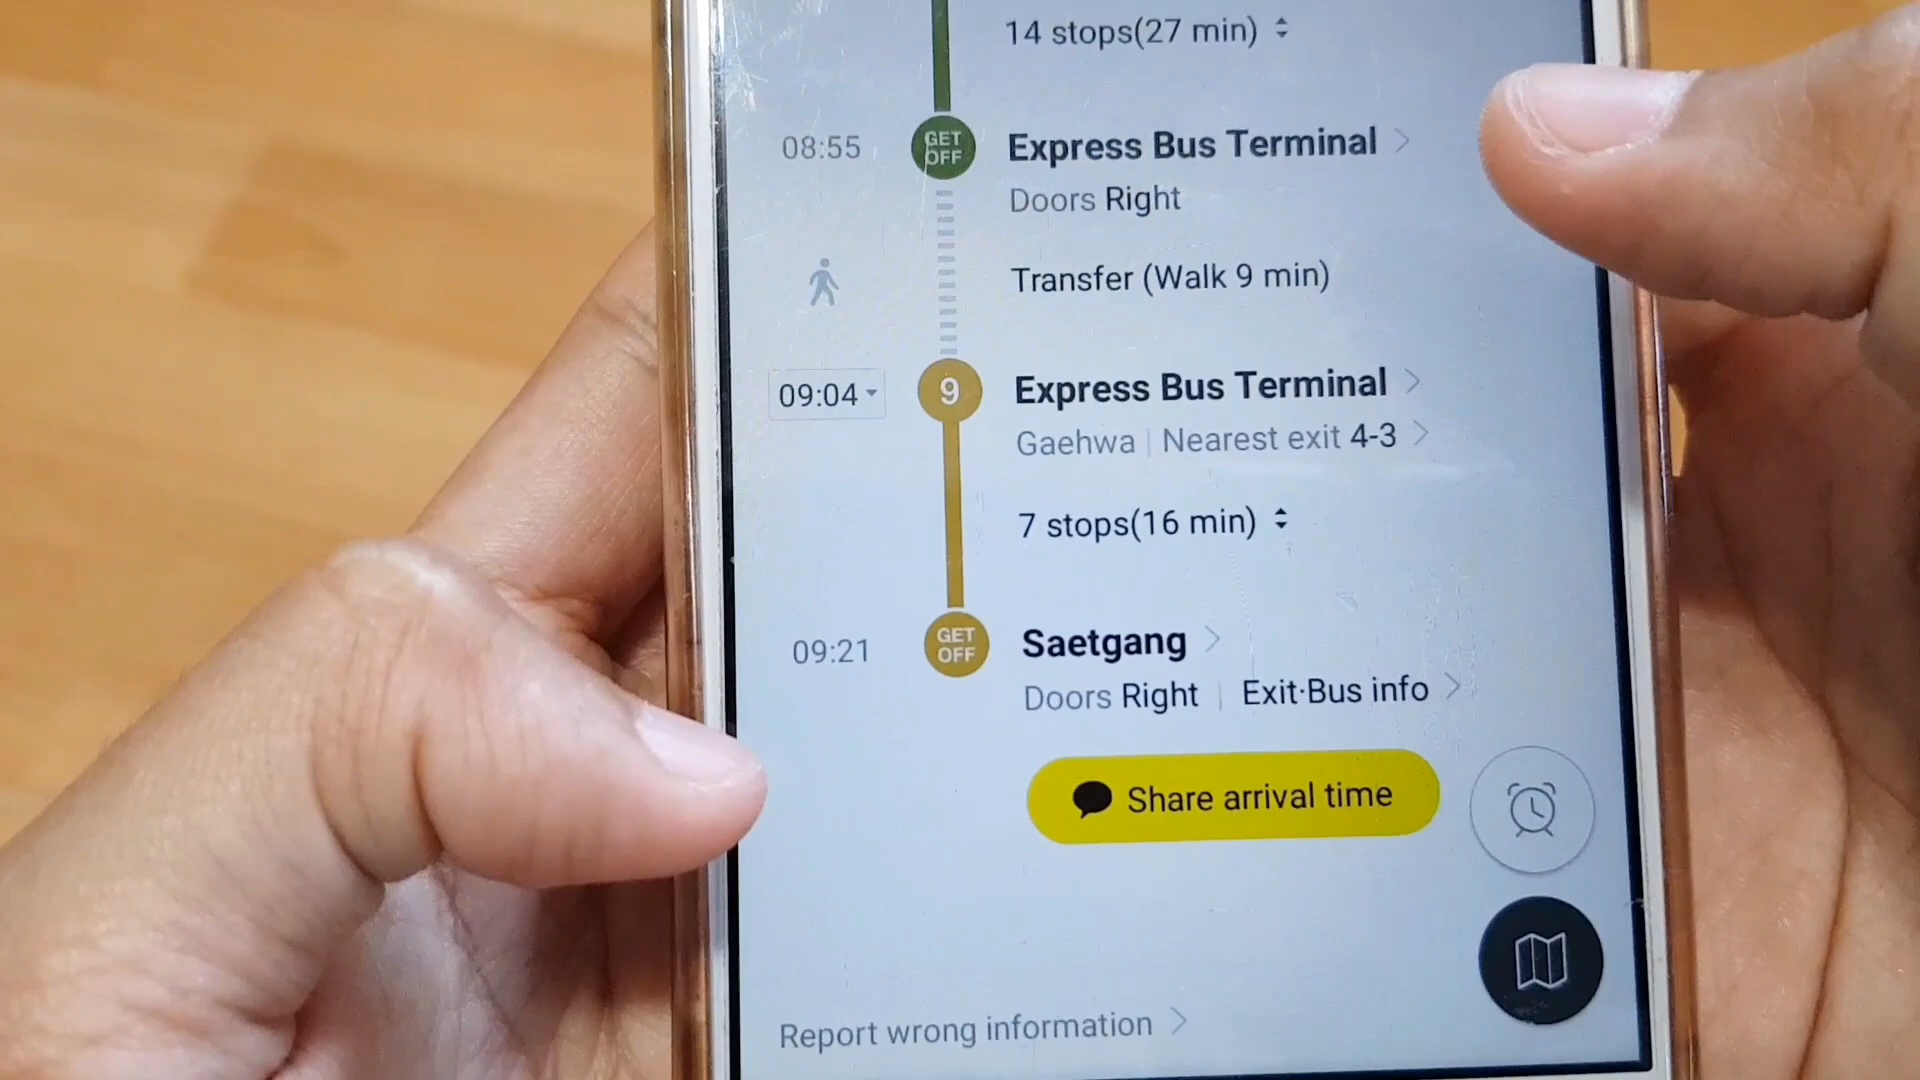 14 stops(27 min)
08:55
GET OFF
Express Bus Terminal
Doors Right
Transfer (Walk 9 min)
09:04
9
Express Bus Terminal
Gaehwa | Nearest exit 4-3
7 stops(16 min)
09:21
GET OFF
Saetgang
Doors Right | Exit·Bus info
Share arrival time
Report wrong information